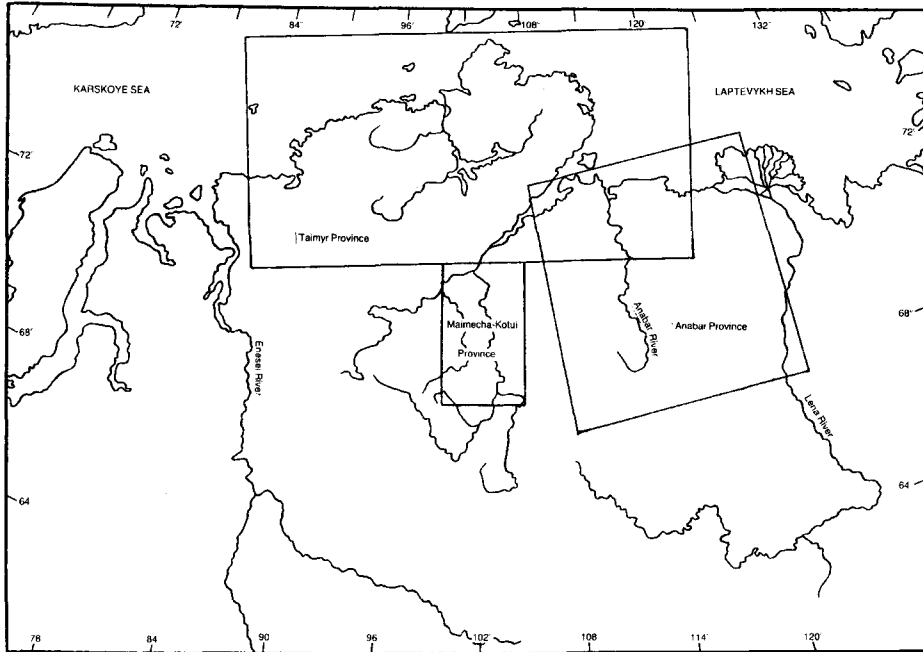 72' 84' 96' 108' 120' 132'
KARSKOYE SEA
LAPTEVYKH SEA
72'
72'
Taimyr Province
68'
Maimecha-Kotui
Province
Anabar River
Anabar Province
68'
Enesei River
Lena River
64
64
78 84 90 96 102 108 114 120